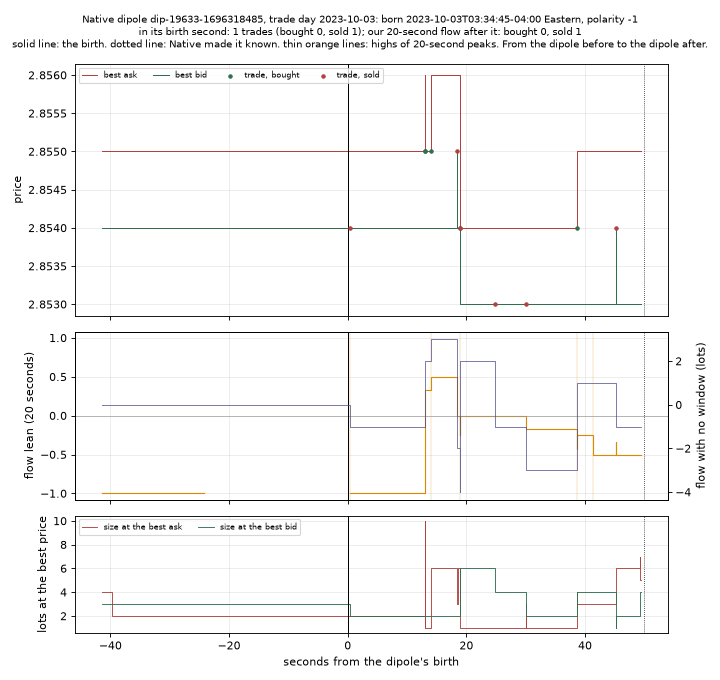 Native dipole dip-19633-1696318485, trade day 2023-10-03: born 2023-10-03T03:34:45-04:00 Eastern, polarity -1
in its birth second: 1 trades (bought 0, sold 1); our 20-second flow after it: bought 0, sold 1
solid line: the birth. dotted line: Native made it known. thin orange lines: highs of 20-second peaks. From the dipole before to the dipole after.
best ask
best bid
trade, bought
trade, sold
2.8560
2.8555
2.8550
2.8545
2.8540
2.8535
2.8530
price
1.0
0.5
0.0
−0.5
−1.0
flow lean (20 seconds)
2
0
−2
−4
flow with no window (lots)
size at the best ask
size at the best bid
10
8
6
4
2
lots at the best price
−40
−20
0
20
40
seconds from the dipole's birth